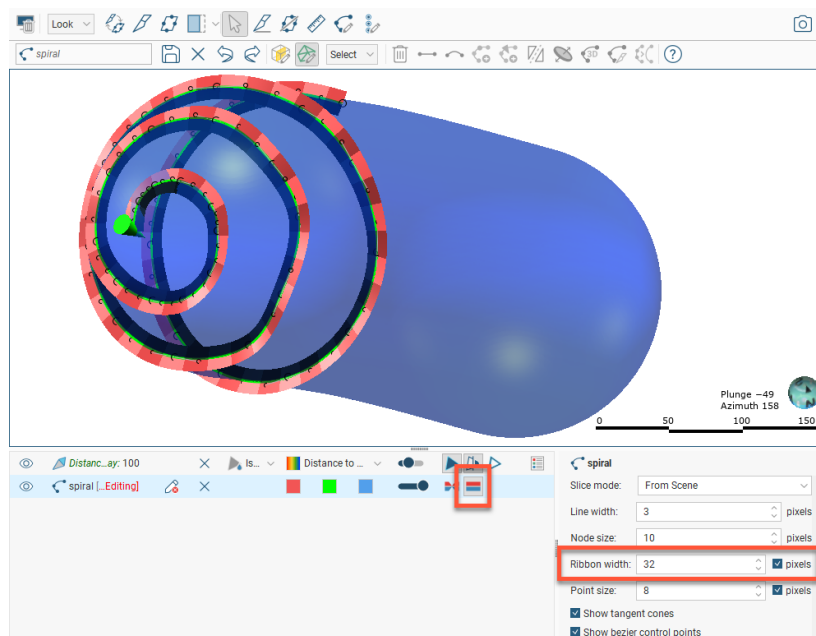 Look
spiral
Select
3D
Plunge −49
Azimuth 158
0 50 100 150
Distanc...ay: 100 Is... Distance to ...
spiral [...Editing]
spiral
Slice mode: From Scene
Line width: 3 pixels
Node size: 10 pixels
Ribbon width: 32 pixels
Point size: 8 pixels
Show tangent cones
Show bezier control points